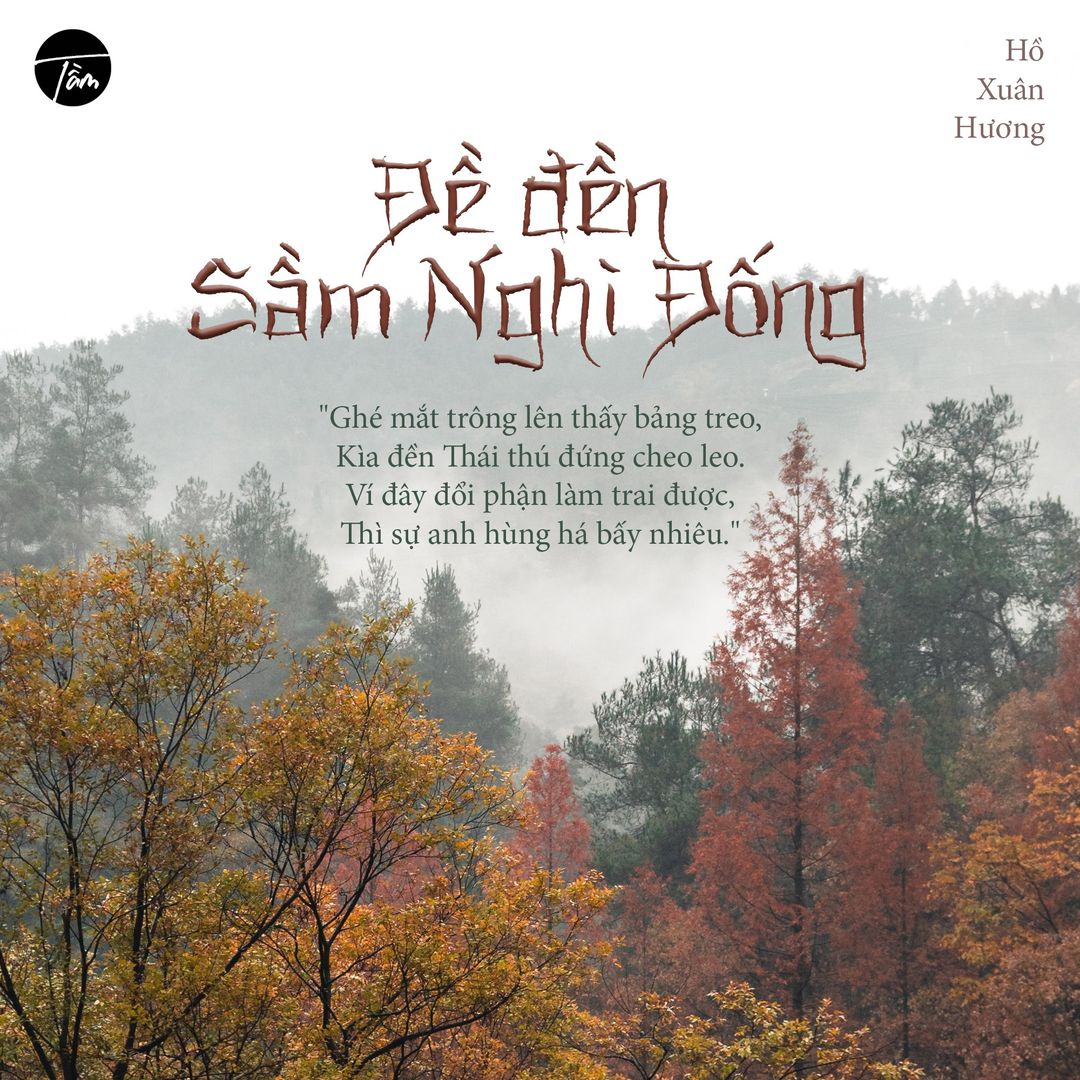 Tầm
Hồ
Xuân
Hương
Đề đền
Sầm Nghi Đống
"Ghé mắt trông lên thấy bảng treo,
Kìa đền Thái thú đứng cheo leo.
Ví đây đổi phận làm trai được,
Thì sự anh hùng há bấy nhiêu."